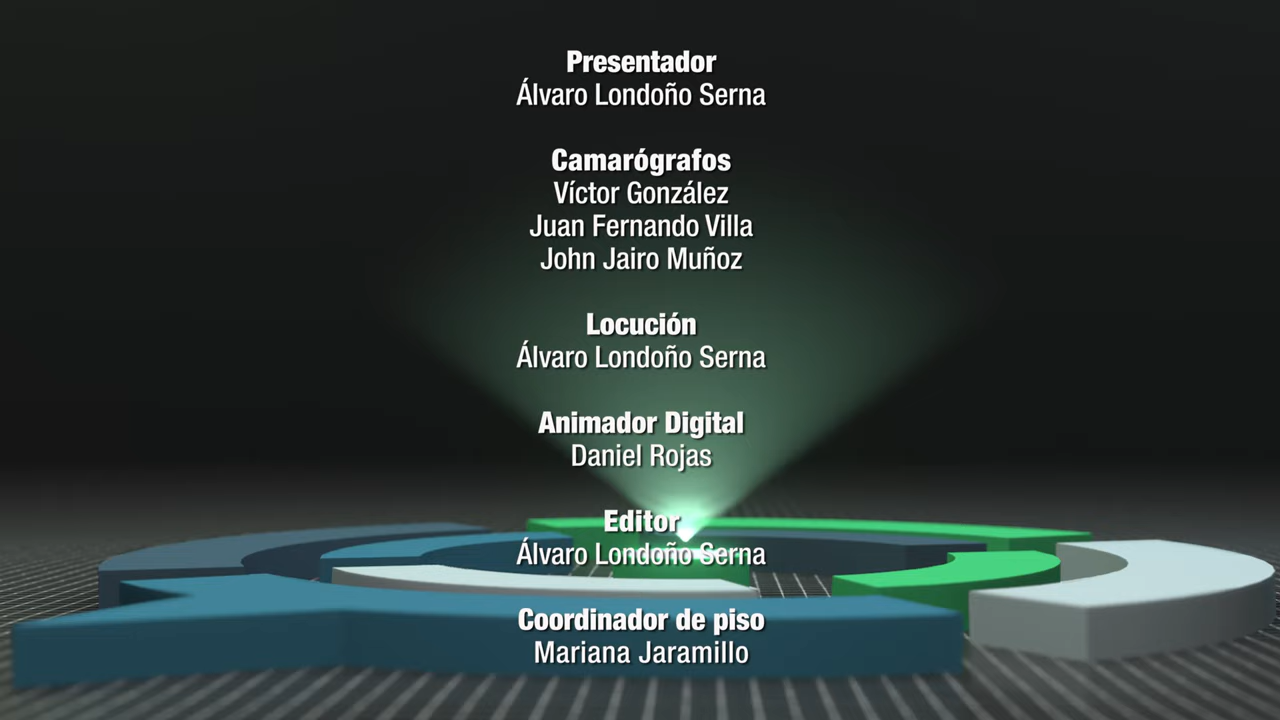 Presentador
Álvaro Londoño Serna
Camarógrafos
Víctor González
Juan Fernando Villa
John Jairo Muñoz
Locución
Álvaro Londoño Serna
Animador Digital
Daniel Rojas
Editor
Álvaro Londoño Serna
Coordinador de piso
Mariana Jaramillo